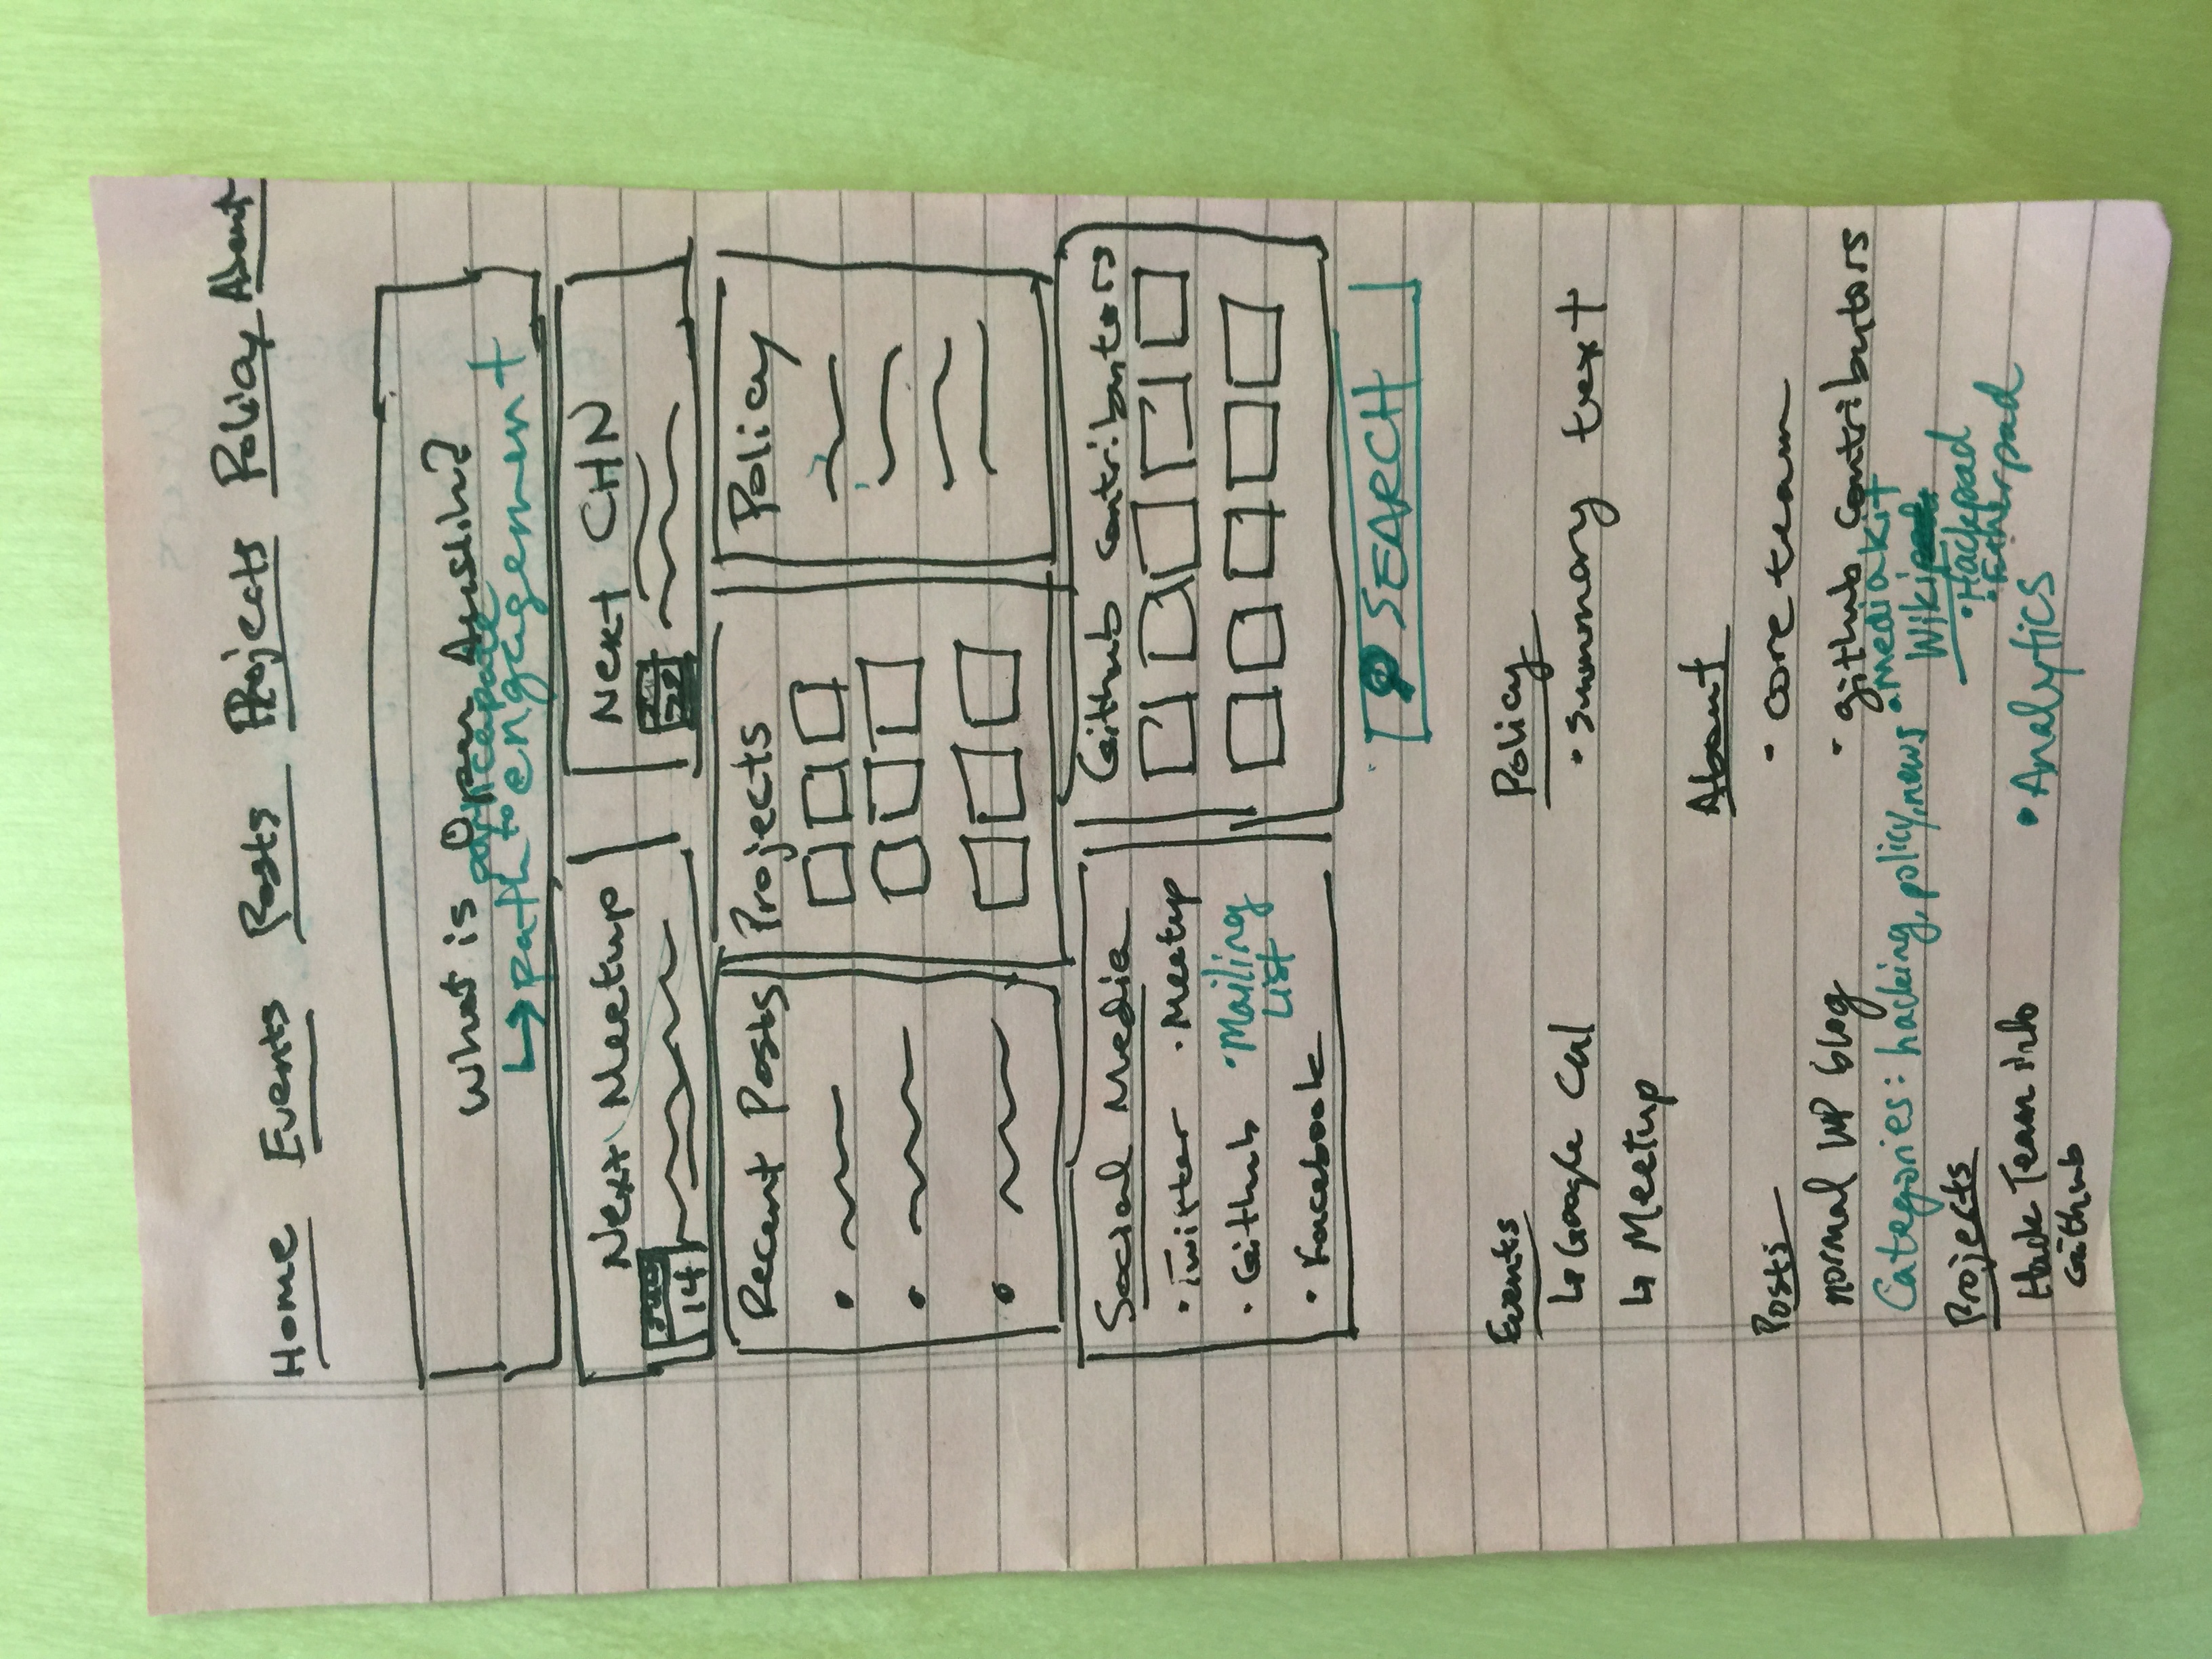 Home Events Posts Projects Policy About
What is Open Austin?
participate
↳ path to engagement
Next Meetup Next CHN
14 22
Recent Posts Projects Policy
Social Media Github Contributors
• Twitter • Meetup
• Github • Mailing
List
• Facebook
SEARCH
Events Policy
↳ Google Cal • summary text
↳ Meetup
About
Posts • core team
normal WP blog • github contributors
Categories: hacking, policy, news • Media kit
Wiki
Projects • Hackpad
• Etherpad
Hack Team info • Analytics
Github